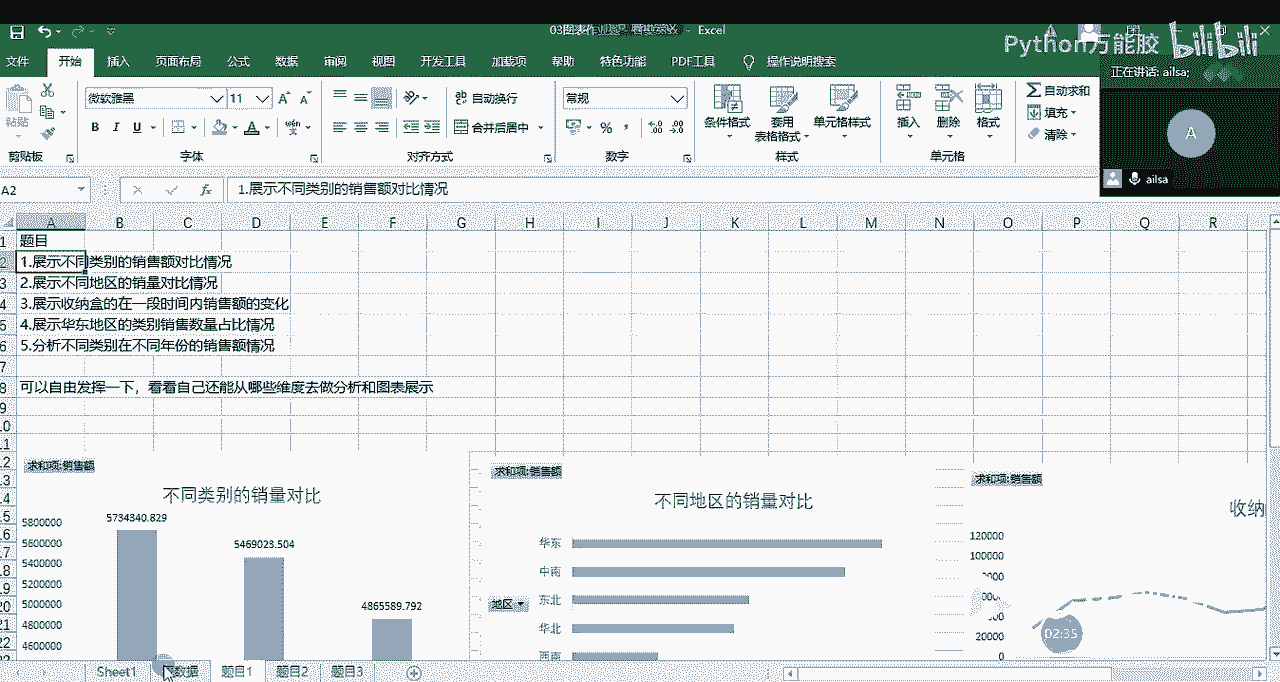 Excel
Python万能胶 bilibili
文件 开始 插入 页面布局 公式 数据 审阅 视图 开发工具 加载项 帮助 特色功能 PDF工具 操作说明搜索
正在讲话: ailsa;
A
ailsa
粘贴
微软雅黑 11
B I U
自动换行
合并后居中
常规
条件格式
套用
表格格式
单元格样式
插入 删除 格式
自动求和
填充
清除
剪贴板 字体 对齐方式 数字 样式 单元格
A2 fx 1.展示不同类别的销售额对比情况
A B C D E F G H I J K L M N O P Q R
1 题目
2 1.展示不同类别的销售额对比情况
3 2.展示不同地区的销量对比情况
4 3.展示收纳盒的在一段时间内销售额的变化
5 4.展示华东地区的类别销售数量占比情况
6 5.分析不同类别在不同年份的销售额情况
7
8 可以自由发挥一下，看看自己还能从哪些维度去做分析和图表展示
9
求和项:销售额
不同类别的销量对比
5800000
5600000
5400000
5200000
5000000
4800000
4600000
5734340.829
5469023.504
4865589.792
求和项:销售额
不同地区的销量对比
地区
华东
中南
东北
华北
西南
求和项:销售额
收纳
120000
100000
20000
0
02:35
Sheet1 数据 题目1 题目2 题目3